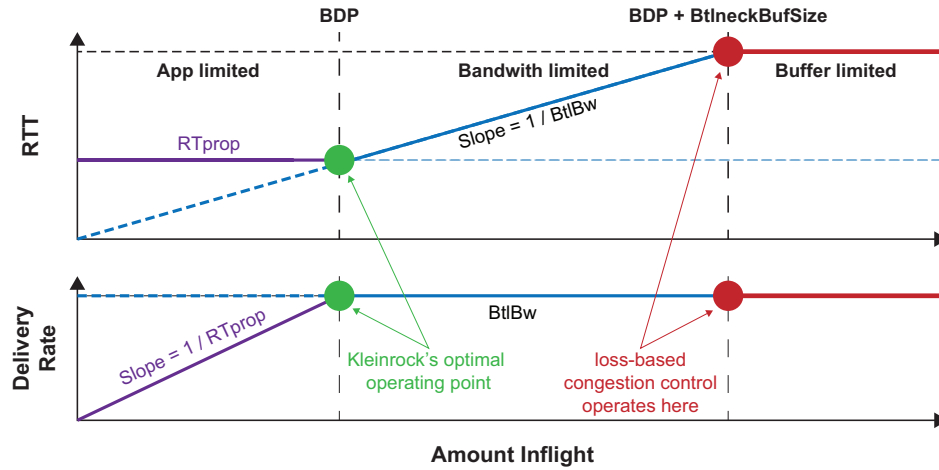 BDP
BDP + BtlneckBufSize
App limited
Bandwith limited
Buffer limited
RTT
RTprop
Slope = 1 / BtlBw
Delivery
Rate
Slope = 1 / RTprop
BtlBw
Kleinrock's optimal
operating point
loss-based
congestion control
operates here
Amount Inflight